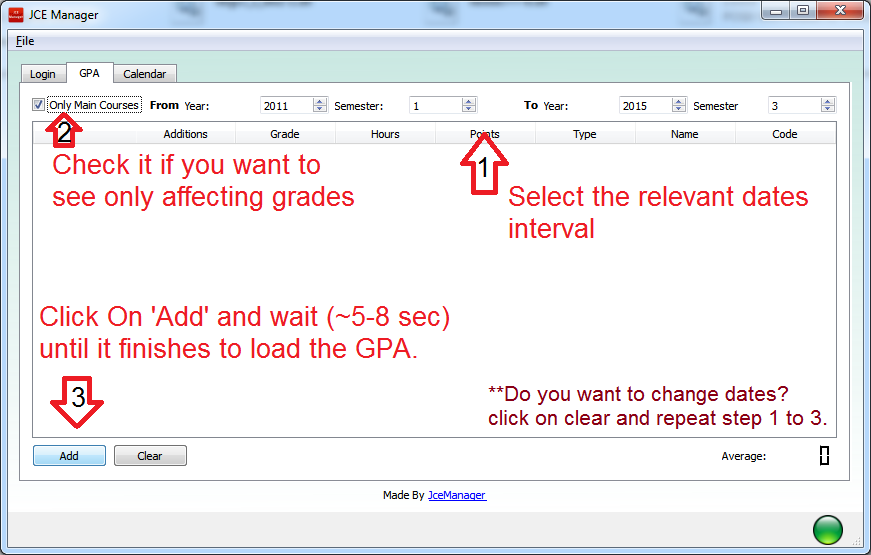 JCE Manager
File
Login GPA Calendar
Only Main Courses From Year: 2011 Semester: 1 To Year: 2015 Semester 3
Additions Grade Hours Points Type Name Code
2
1
Check it if you want to
see only affecting grades
Select the relevant dates
interval
Click On 'Add' and wait (~5-8 sec)
until it finishes to load the GPA.
3
**Do you want to change dates?
click on clear and repeat step 1 to 3.
Add Clear Average: 0
Made By JceManager